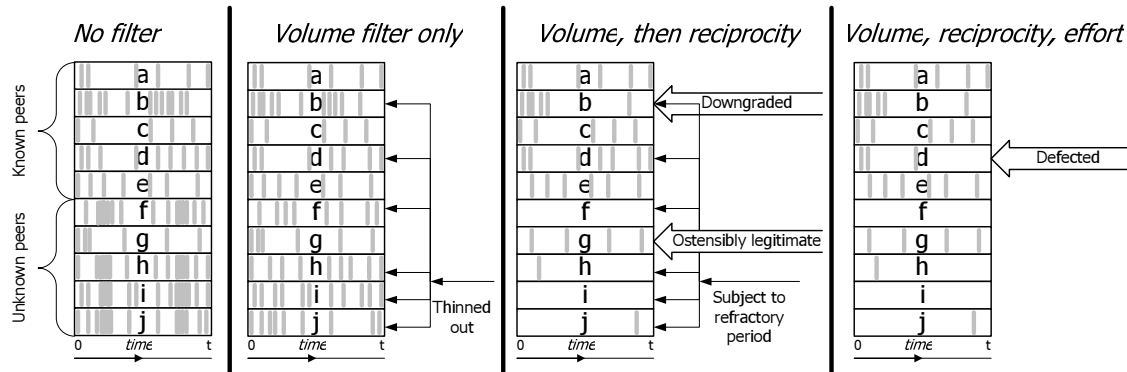 No filter
Known peers
Unknown peers
a
b
c
d
e
f
g
h
i
j
0 time t
Volume filter only
a
b
c
d
e
f
g
h
i
j
Thinned
out
0 time t
Volume, then reciprocity
a
b
c
d
e
f
g
h
i
j
Downgraded
Ostensibly legitimate
Subject to
refractory
period
0 time t
Volume, reciprocity, effort
a
b
c
d
e
f
g
h
i
j
Defected
0 time t